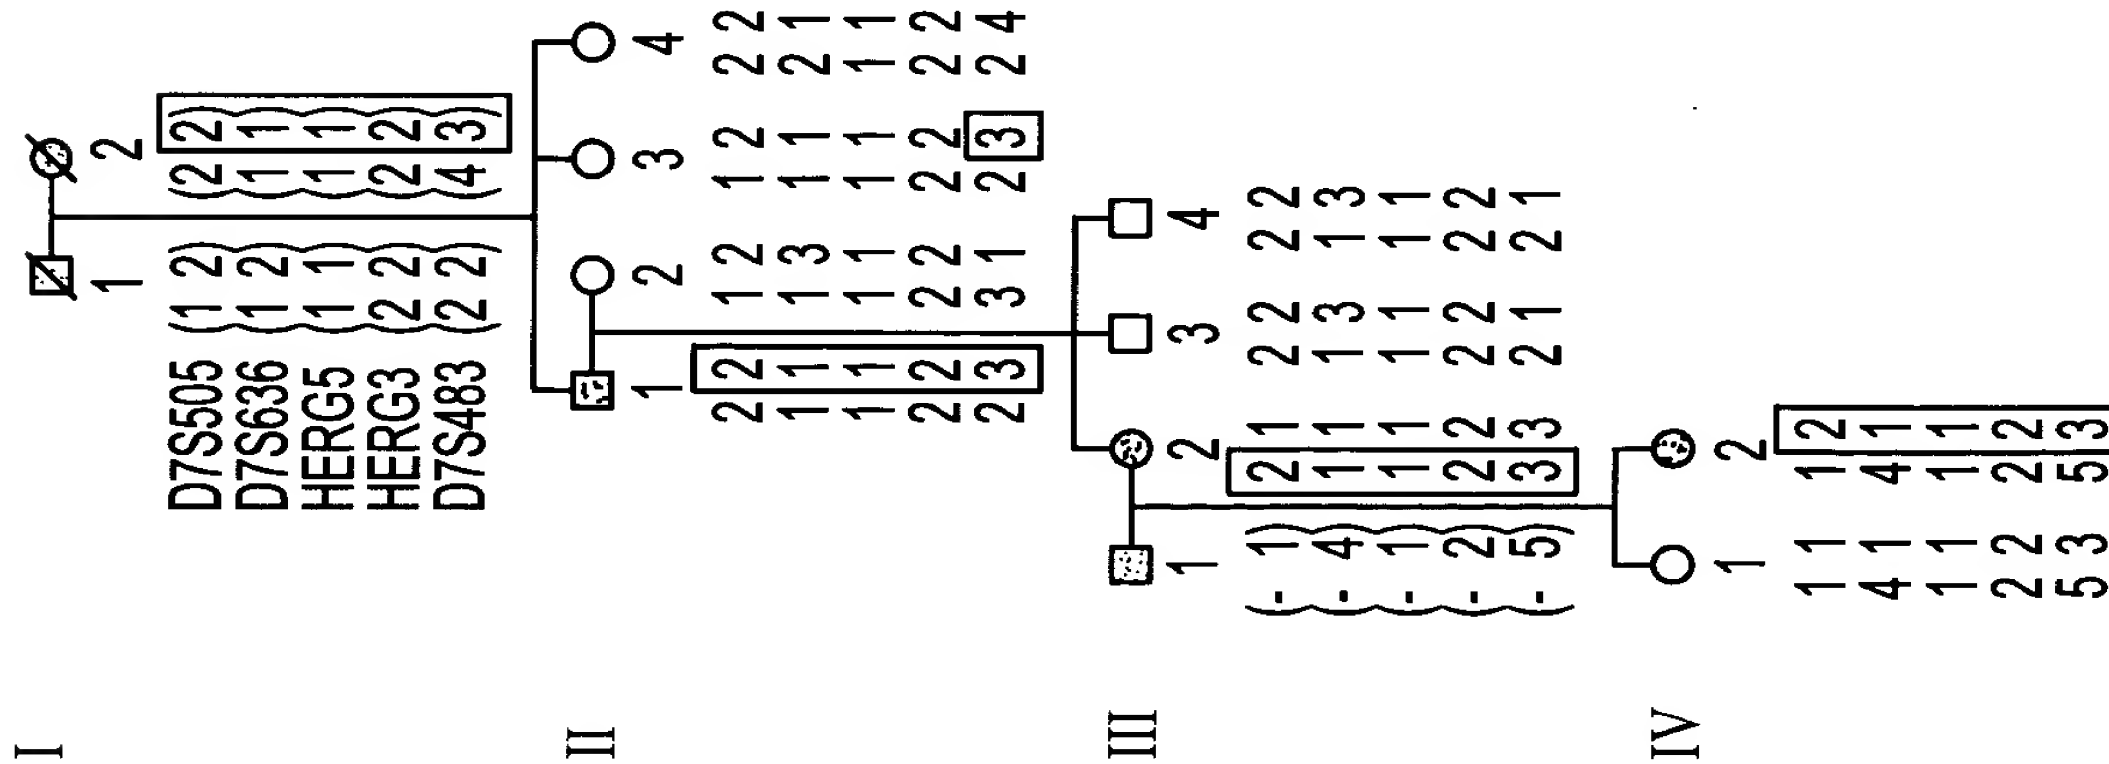 I
1 2
D7S505 (1 2) (2 2)
D7S636 (1 2) (1 1)
HERG5 (1 1) (1 1)
HERG3 (2 2) (2 2)
D7S483 (2 2) (4 3)
II
1 2 3 4
2 2 1 2 1 2 2 2
1 1 1 3 1 1 2 1
1 1 1 1 1 1 1 1
2 2 2 2 2 2 2 2
2 3 3 1 2 3 2 4
III
1 2 3 4
(- 1) 2 1 2 2 2 2
(- 4) 1 1 1 3 1 3
(- 1) 1 1 1 1 1 1
(- 2) 2 2 2 2 2 2
(- 5) 3 3 2 1 2 1
IV
1 2
1 1 1 2
4 1 4 1
1 1 1 1
2 2 2 2
5 3 5 3